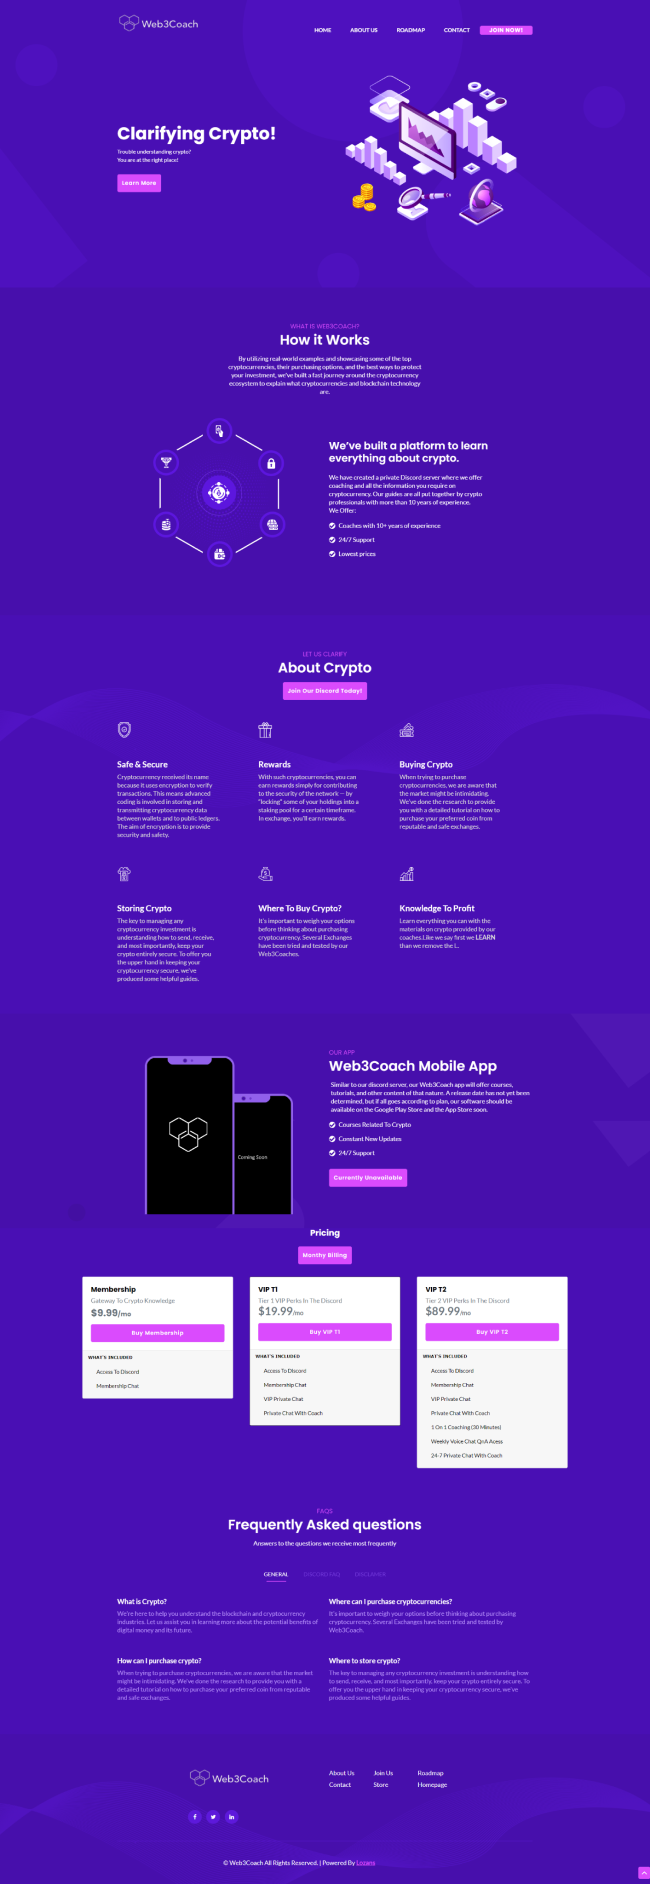 Web3Coach
HOME ABOUT US ROADMAP CONTACT JOIN NOW!
Clarifying Crypto!
Trouble understanding crypto?
You are at the right place!
Learn More
WHAT IS WEB3COACH?
How it Works
By utilizing real-world examples and showcasing some of the top
cryptocurrencies, their purchasing options, and the best ways to protect
your investment, we've built a fast journey around the cryptocurrency
ecosystem to explain what cryptocurrencies and blockchain technology
are.
We've built a platform to learn
everything about crypto.
We have created a private Discord server where we offer
coaching and all the information you require on
cryptocurrency. Our guides are all put together by crypto
professionals with more than 10 years of experience.
We Offer:
Coaches with 10+ years of experience
24/7 Support
Lowest prices
LET US CLARIFY
About Crypto
Join Our Discord Today!
Safe & Secure
Cryptocurrency received its name
because it uses encryption to verify
transactions. This means advanced
coding is involved in storing and
transmitting cryptocurrency data
between wallets and to public ledgers.
The aim of encryption is to provide
security and safety.
Rewards
With such cryptocurrencies, you can
earn rewards simply for contributing
to the security of the network — by
"locking" some of your holdings into a
staking pool for a certain timeframe.
In exchange, you'll earn rewards.
Buying Crypto
When trying to purchase
cryptocurrencies, we are aware that
the market might be intimidating.
We've done the research to provide
you with a detailed tutorial on how to
purchase your preferred coin from
reputable and safe exchanges.
Storing Crypto
The key to managing any
cryptocurrency investment is
understanding how to send, receive,
and most importantly, keep your
crypto entirely secure. To offer you
the upper hand in keeping your
cryptocurrency secure, we've
produced some helpful guides.
Where To Buy Crypto?
It's important to weigh your options
before thinking about purchasing
cryptocurrency. Several Exchanges
have been tried and tested by our
Web3Coaches.
Knowledge To Profit
Learn everything you can with the
materials on crypto provided by our
coaches.Like we say first we LEARN
than we remove the L.
OUR APP
Web3Coach Mobile App
Similar to our discord server, our Web3Coach app will offer courses,
tutorials, and other content of that nature. A release date has not yet been
determined, but if all goes according to plan, our software should be
available on the Google Play Store and the App Store soon.
Courses Related To Crypto
Constant New Updates
24/7 Support
Currently Unavailable
Coming Soon
Pricing
Monthy Billing
Membership
Gateway To Crypto Knowledge
$9.99/mo
Buy Membership
WHAT'S INCLUDED
Access To Discord
Membership Chat
VIP T1
Tier 1 VIP Perks In The Discord
$19.99/mo
Buy VIP T1
WHAT'S INCLUDED
Access To Discord
Membership Chat
VIP Private Chat
Private Chat With Coach
VIP T2
Tier 2 VIP Perks In The Discord
$89.99/mo
Buy VIP T2
WHAT'S INCLUDED
Access To Discord
Membership Chat
VIP Private Chat
Private Chat With Coach
1 On 1 Coaching (30 Minutes)
Weekly Voice Chat QnA Acess
24-7 Private Chat With Coach
FAQS
Frequently Asked questions
Answers to the questions we receive most frequently
GENERAL DISCORD FAQ DISCLAIMER
What is Crypto?
We're here to help you understand the blockchain and cryptocurrency
industries. Let us assist you in learning more about the potential benefits of
digital money and its future.
Where can I purchase cryptocurrencies?
It's important to weigh your options before thinking about purchasing
cryptocurrency. Several Exchanges have been tried and tested by
Web3Coach.
How can I purchase crypto?
When trying to purchase cryptocurrencies, we are aware that the market
might be intimidating. We've done the research to provide you with a
detailed tutorial on how to purchase your preferred coin from reputable
and safe exchanges.
Where to store crypto?
The key to managing any cryptocurrency investment is understanding how
to send, receive, and most importantly, keep your crypto entirely secure. To
offer you the upper hand in keeping your cryptocurrency secure, we've
produced some helpful guides.
Web3Coach
About Us Join Us Roadmap
Contact Store Homepage
© Web3Coach All Rights Reserved. | Powered By Lozans